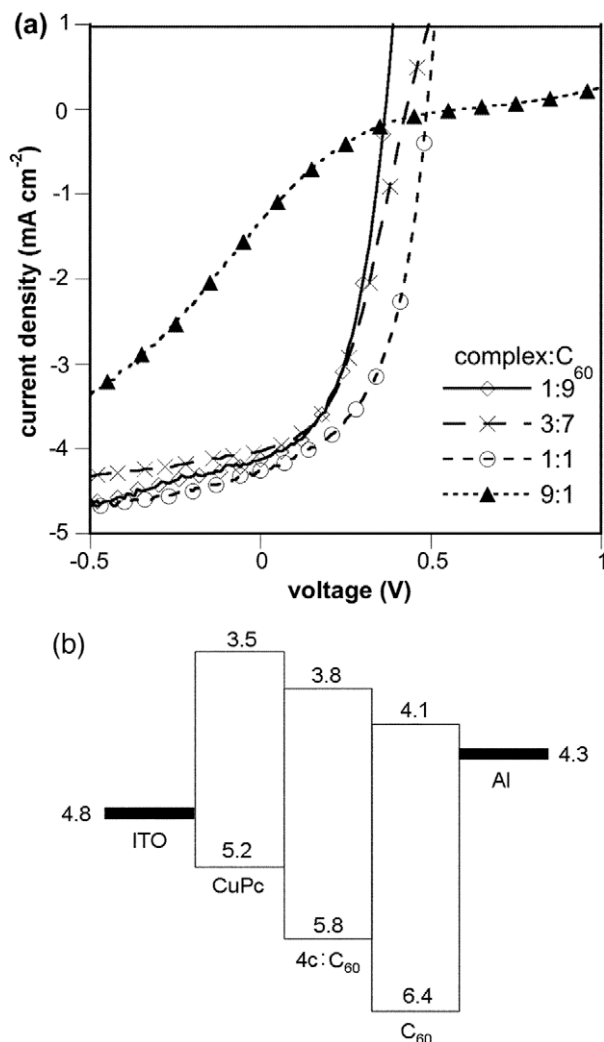 (a)
1
0
-1
-2
-3
-4
-5
current density (mA cm⁻²)
complex:C₆₀
1:9
3:7
1:1
9:1
-0.5 0 0.5 1
voltage (V)
(b)
3.5
3.8
4.1
4.3
Al
4.8
ITO
5.2
CuPc
5.8
4c:C₆₀
6.4
C₆₀